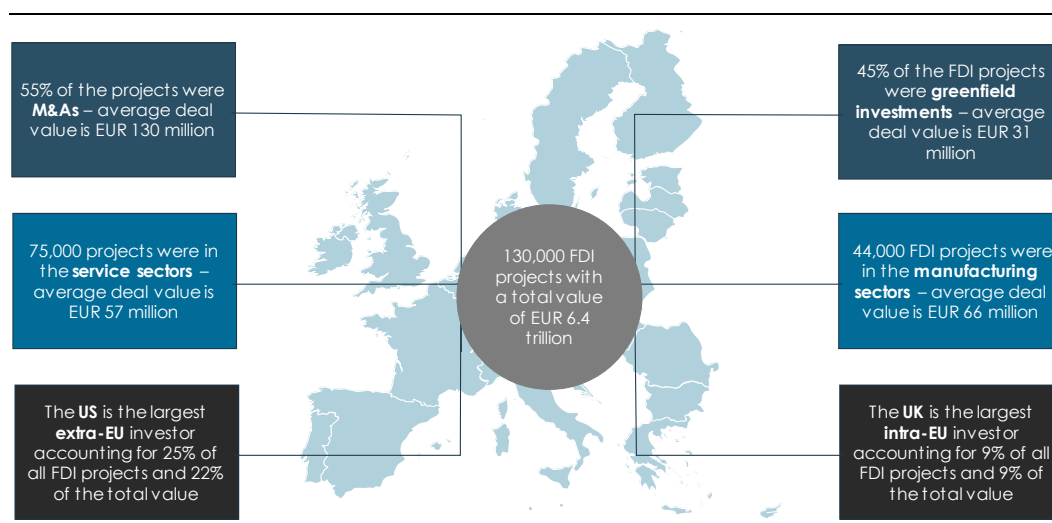 55% of the projects were
M&As – average deal
value is EUR 130 million
45% of the FDI projects
were greenfield
investments – average
deal value is EUR 31
million
75,000 projects were in
the service sectors –
average deal value is
EUR 57 million
130,000 FDI
projects with
a total value
of EUR 6.4
trillion
44,000 FDI projects were
in the manufacturing
sectors – average deal
value is EUR 66 million
The US is the largest
extra-EU investor
accounting for 25% of
all FDI projects and 22%
of the total value
The UK is the largest
intra-EU investor
accounting for 9% of all
FDI projects and 9% of
the total value